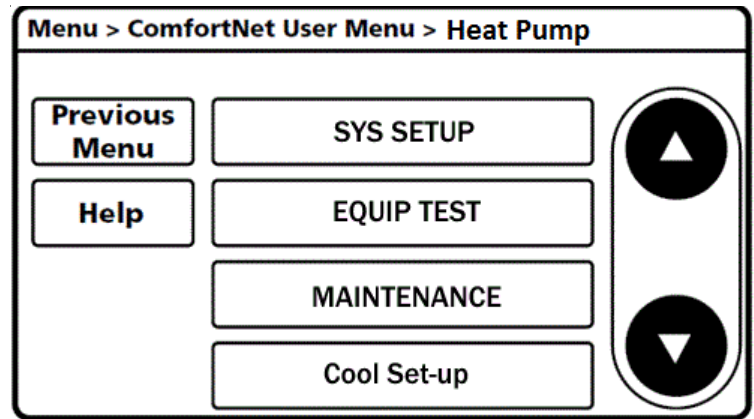 Menu > ComfortNet User Menu > Heat Pump
Previous
Menu
SYS SETUP
Help
EQUIP TEST
MAINTENANCE
Cool Set-up